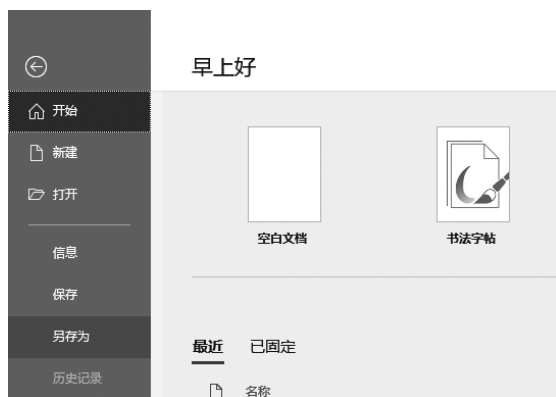 早上好
开始
新建
打开
信息
保存
另存为
历史记录
空白文档
书法字帖
最近 已固定
名称